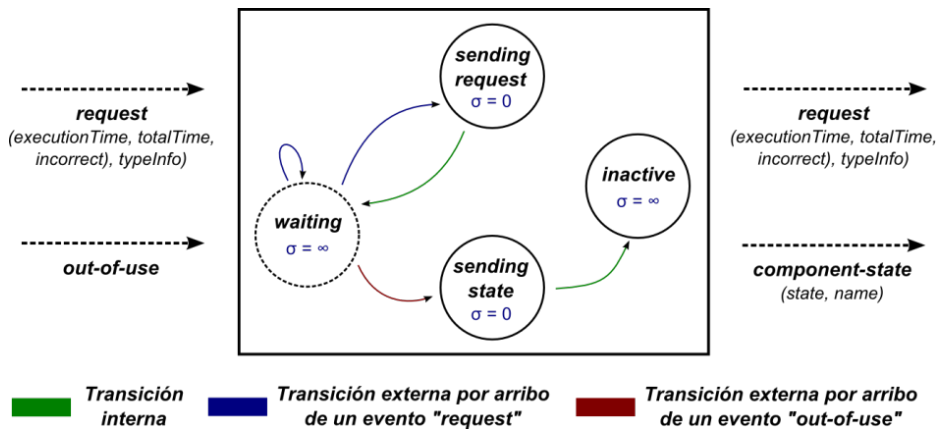 request
(executionTime, totalTime,
incorrect), typeInfo)
out-of-use
sending
request
σ = 0
waiting
σ = ∞
inactive
σ = ∞
sending
state
σ = 0
request
(executionTime, totalTime,
incorrect), typeInfo)
component-state
(state, name)
Transición
interna
Transición externa por arribo
de un evento "request"
Transición externa por arribo
de un evento "out-of-use"